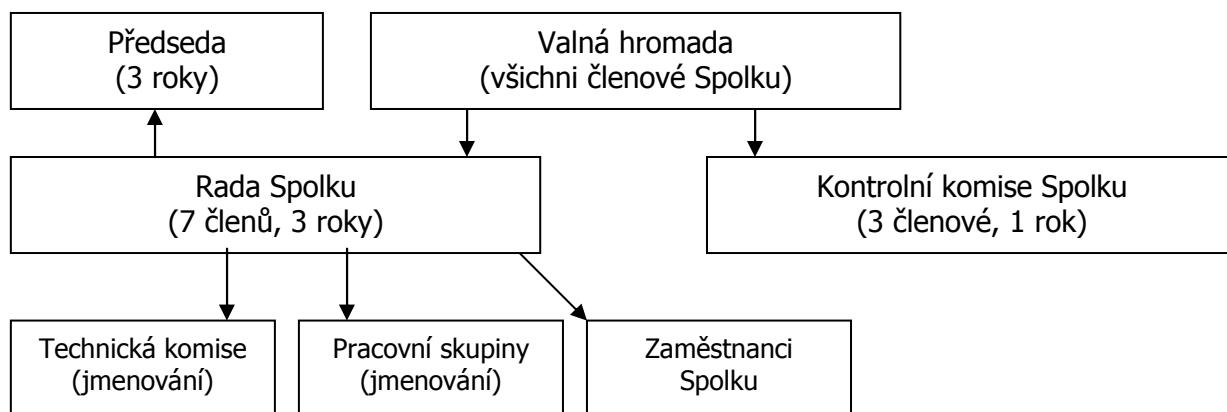 Předseda
(3 roky)
Valná hromada
(všichni členové Spolku)
Rada Spolku
(7 členů, 3 roky)
Kontrolní komise Spolku
(3 členové, 1 rok)
Technická komise
(jmenování)
Pracovní skupiny
(jmenování)
Zaměstnanci
Spolku